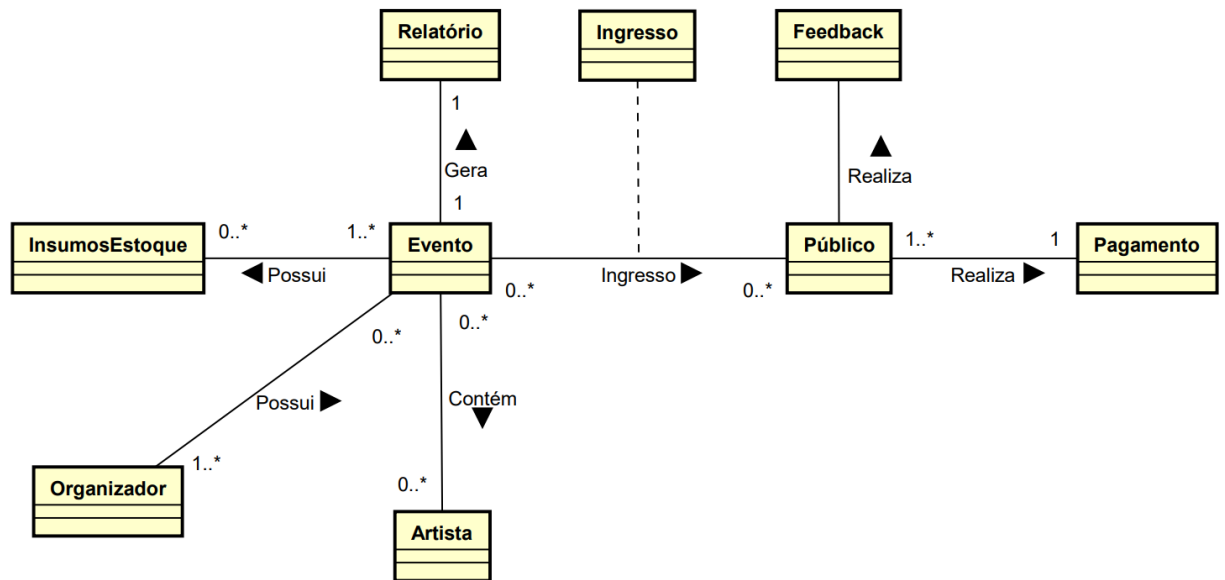 Relatório
Ingresso
Feedback
1
Gera
1
Realiza
InsumosEstoque
0..*
1..*
Evento
Público
1..*
1
Pagamento
Possui
0..*
Ingresso
0..*
Realiza
0..*
0..*
Possui
Contém
1..*
Organizador
0..*
Artista